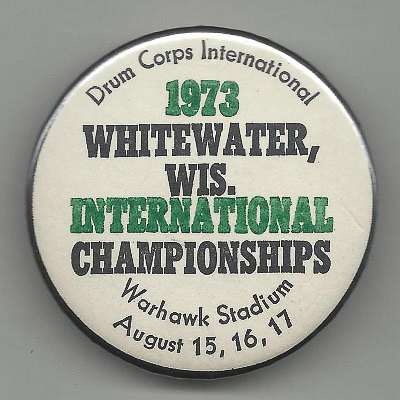 Drum Corps International
1973
WHITEWATER,
WIS.
INTERNATIONAL
CHAMPIONSHIPS
Warhawk Stadium
August 15, 16, 17